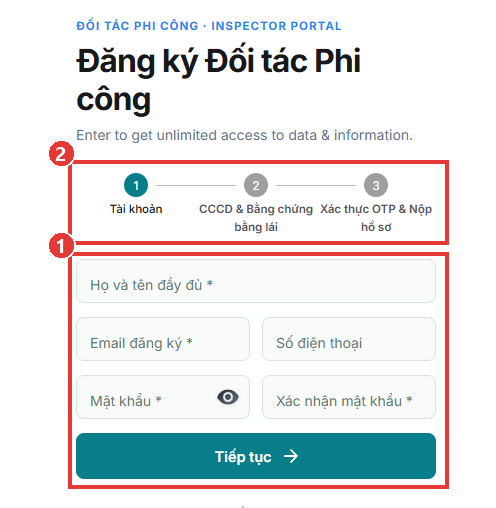 ĐỐI TÁC PHI CÔNG · INSPECTOR PORTAL
Đăng ký Đối tác Phi
công
Enter to get unlimited access to data & information.
2
1
2
3
Tài khoản
CCCD & Bằng chứng
bằng lái
Xác thực OTP & Nộp
hồ sơ
1
Họ và tên đầy đủ *
Email đăng ký *
Số điện thoại
Mật khẩu *
Xác nhận mật khẩu *
Tiếp tục →